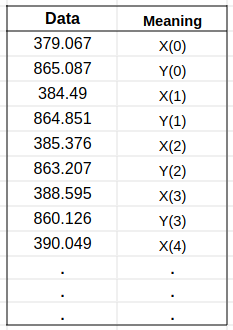 Data Meaning
379.067 X(0)
865.087 Y(0)
384.49 X(1)
864.851 Y(1)
385.376 X(2)
863.207 Y(2)
388.595 X(3)
860.126 Y(3)
390.049 X(4)
. .
. .
. .